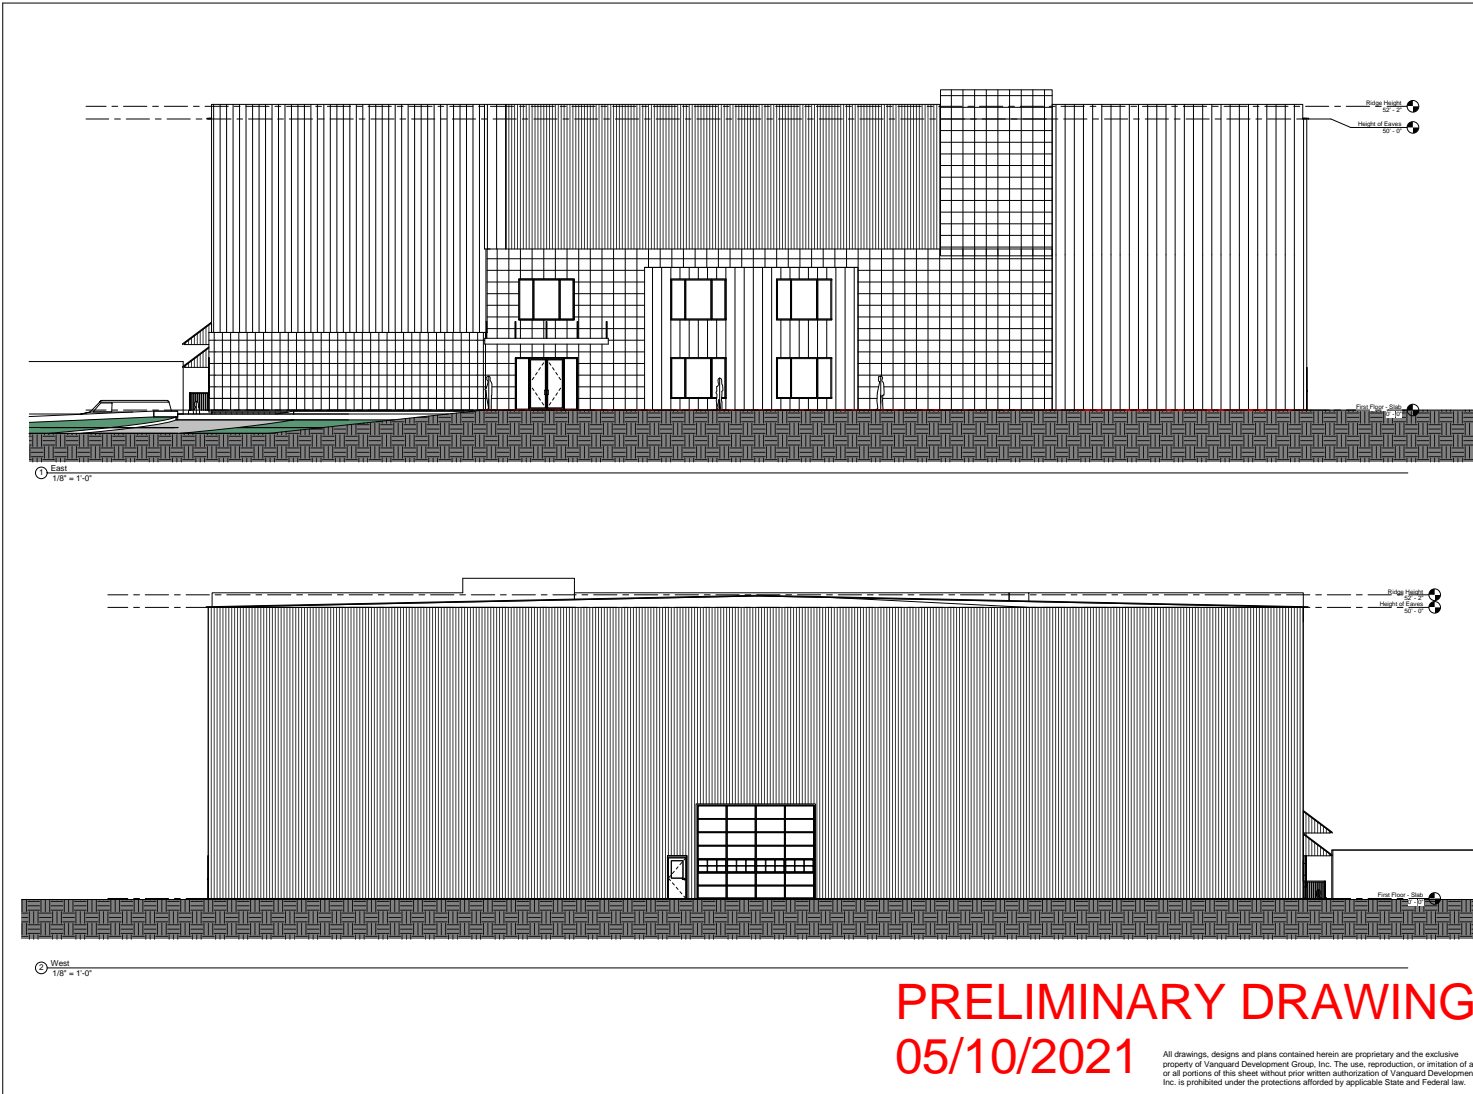 Ridge Height
52' - 2"
Height of Eaves
50' - 0"
First Floor - Slab
0' - 0"
1 East
1/8" = 1'-0"
Ridge Height
52' - 2"
Height of Eaves
50' - 0"
First Floor - Slab
0' - 0"
2 West
1/8" = 1'-0"
PRELIMINARY DRAWING
05/10/2021
All drawings, designs and plans contained herein are proprietary and the exclusive
property of Vanguard Development Group, Inc. The use, reproduction, or imitation of a
or all portions of this sheet without prior written authorization of Vanguard Developmen
Inc. is prohibited under the protections afforded by applicable State and Federal law.